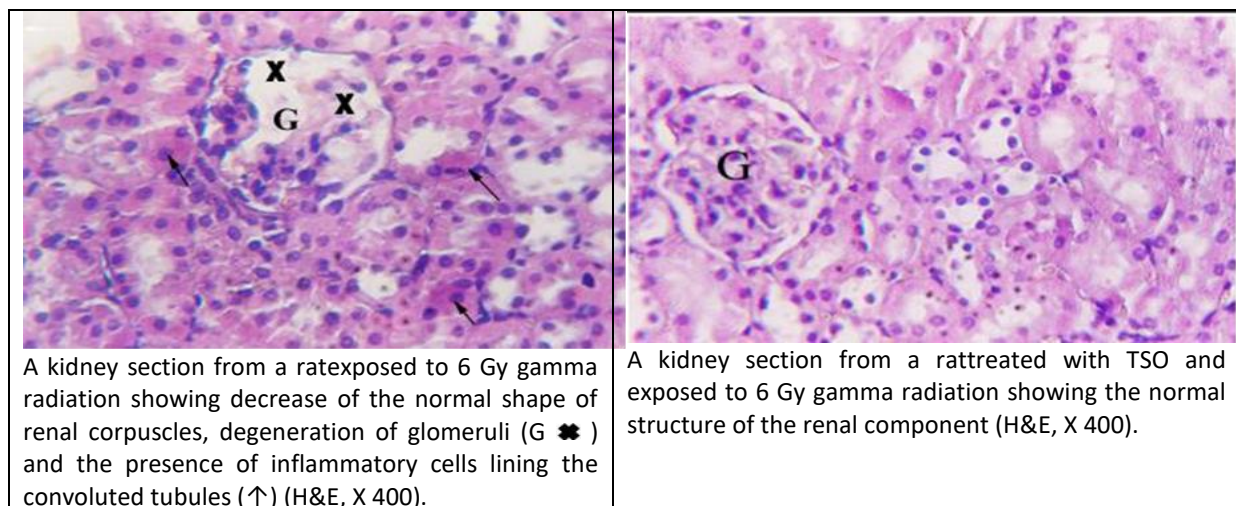 X
X
G
G
A kidney section from a ratexposed to 6 Gy gamma
radiation showing decrease of the normal shape of
renal corpuscles, degeneration of glomeruli (G ✖ )
and the presence of inflammatory cells lining the
convoluted tubules (↑) (H&E, X 400).
A kidney section from a rattreated with TSO and
exposed to 6 Gy gamma radiation showing the normal
structure of the renal component (H&E, X 400).